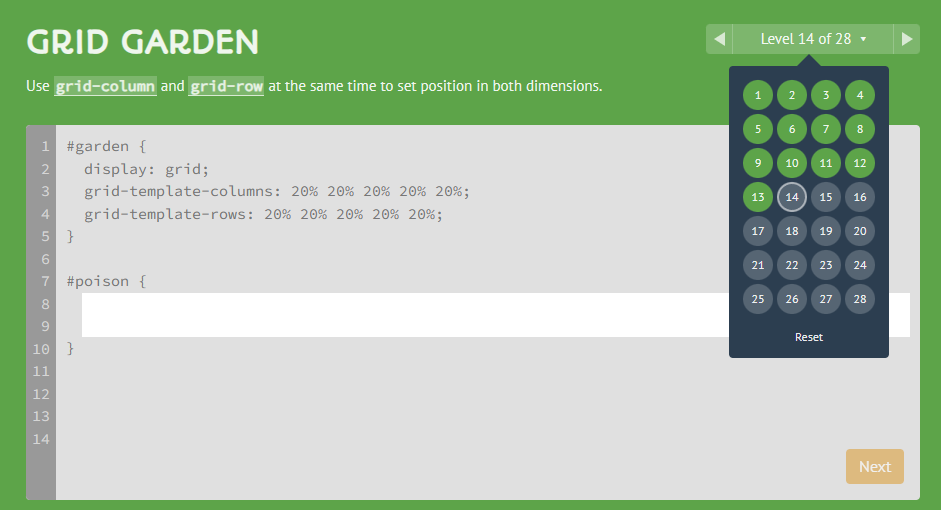 GRID GARDEN
Level 14 of 28
Use grid-column and grid-row at the same time to set position in both dimensions.
1 #garden {
2 display: grid;
3 grid-template-columns: 20% 20% 20% 20% 20%;
4 grid-template-rows: 20% 20% 20% 20% 20%;
5 }
6
7 #poison {
8
9
10 }
11
12
13
14
1 2 3 4
5 6 7 8
9 10 11 12
13 14 15 16
17 18 19 20
21 22 23 24
25 26 27 28
Reset
Next